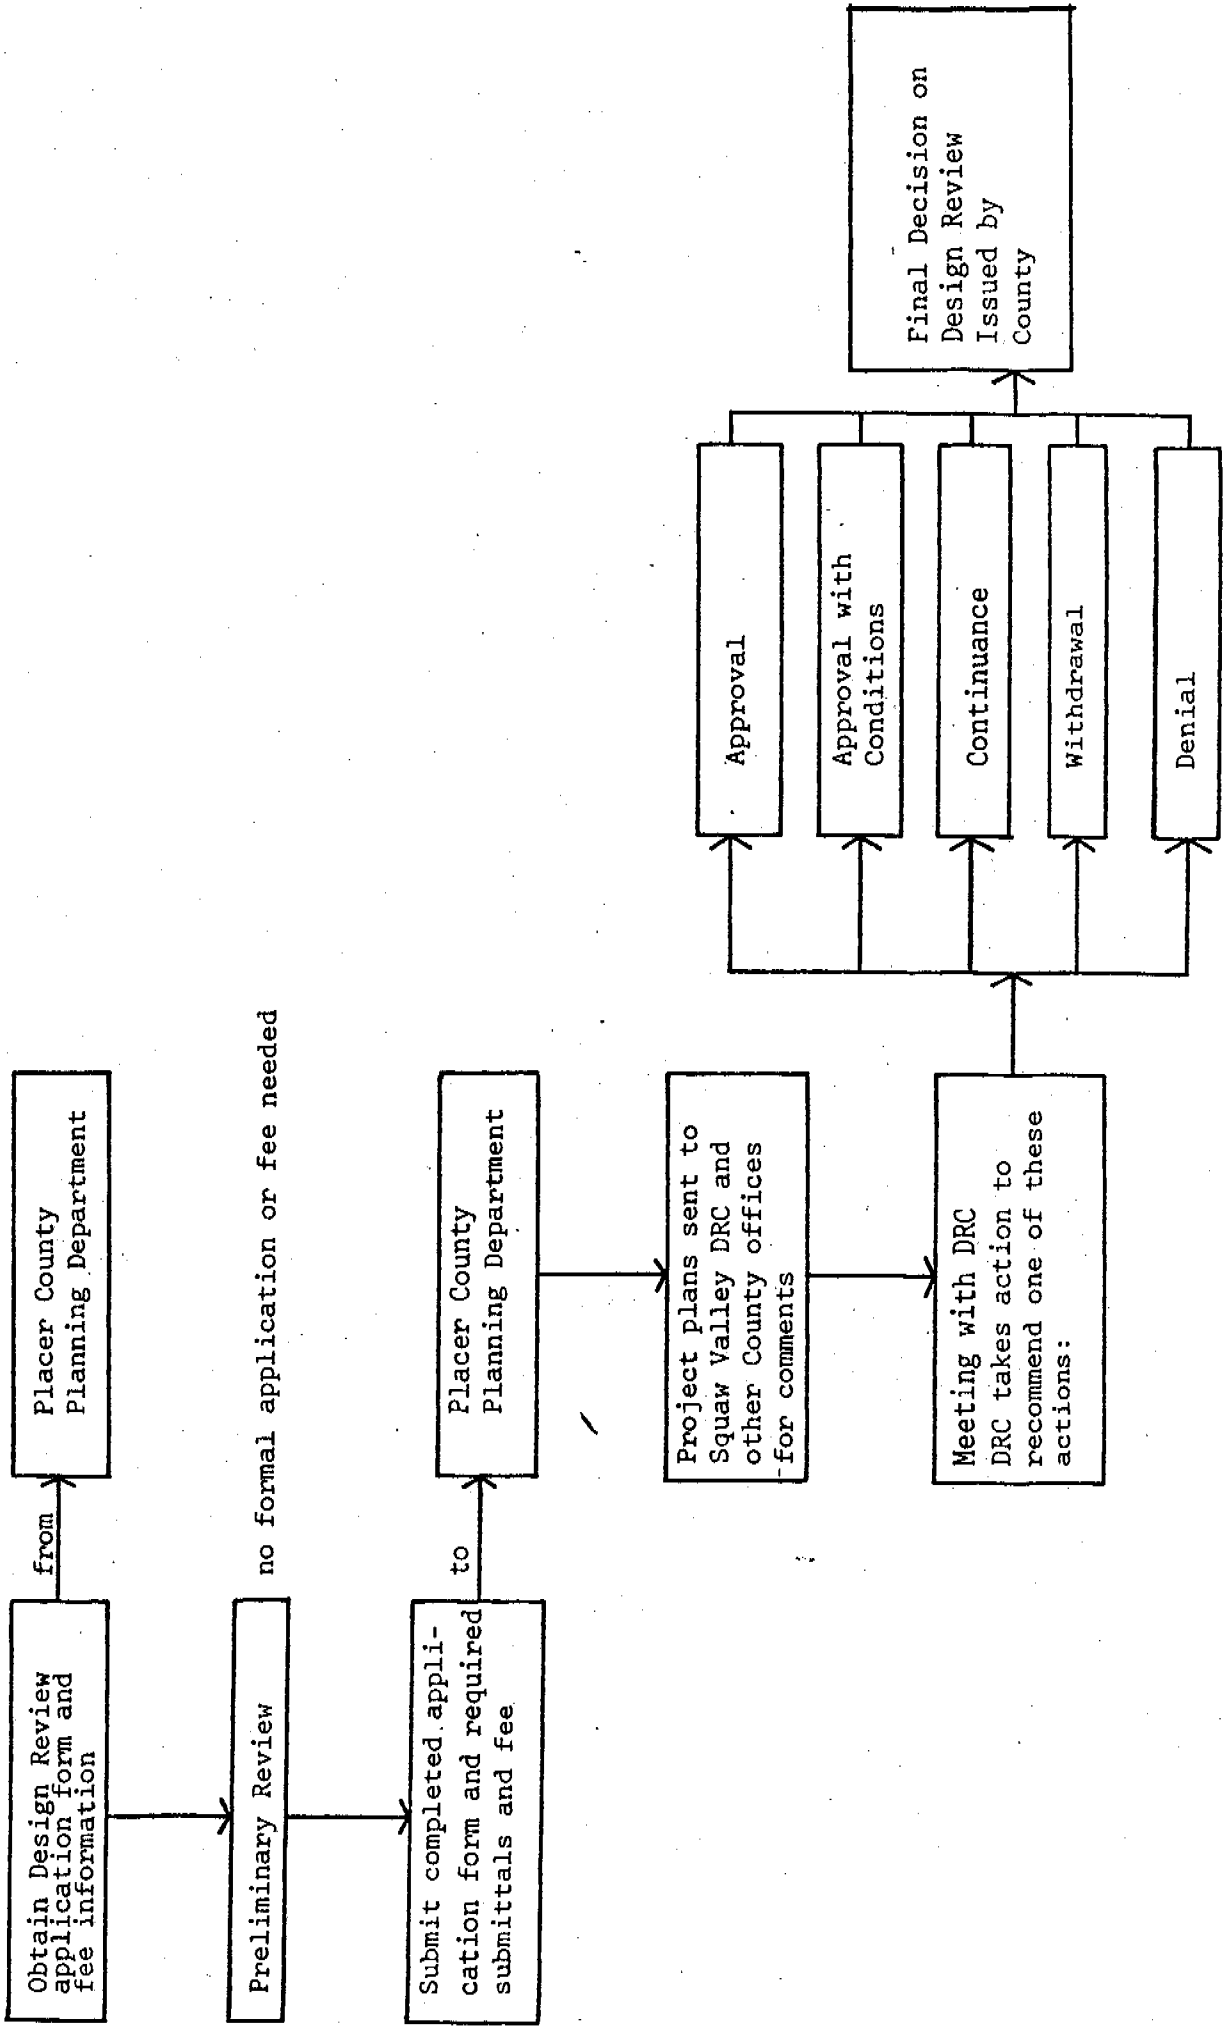 Obtain Design Review
application form and
fee information
from
Placer County
Planning Department
Preliminary Review
no formal application or fee needed
Submit completed appli-
cation form and required
submittals and fee
to
Placer County
Planning Department
Project plans sent to
Squaw Valley DRC and
other County offices
for comments
Meeting with DRC
DRC takes action to
recommend one of these
actions:
Approval
Approval with
Conditions
Continuance
Withdrawal
Denial
Final Decision on
Design Review
Issued by
County